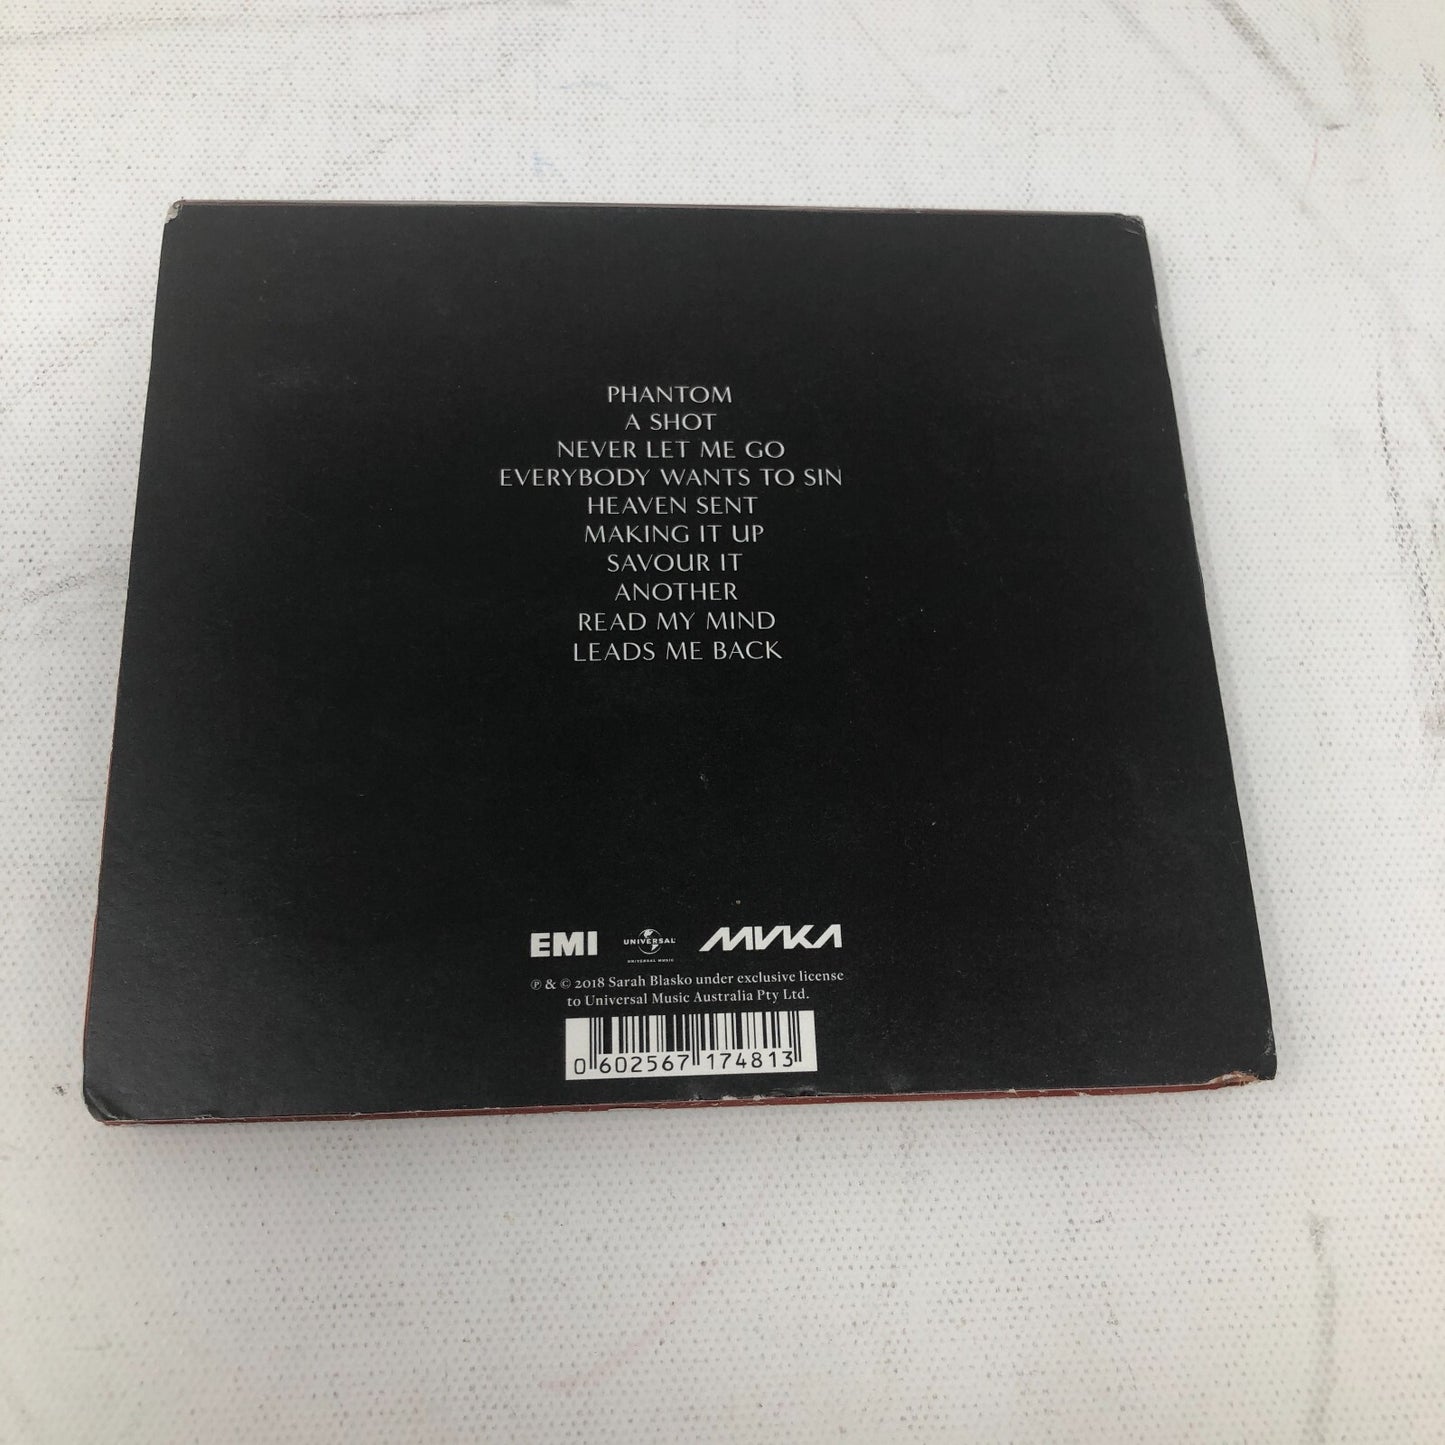 PHANTOM
A SHOT
NEVER LET ME GO
EVERYBODY WANTS TO SIN
HEAVEN SENT
MAKING IT UP
SAVOUR IT
ANOTHER
READ MY MIND
LEADS ME BACK
EMI UNIVERSAL MVKA
UNIVERSAL MUSIC
℗ & © 2018 Sarah Blasko under exclusive license
to Universal Music Australia Pty Ltd.
0 602567 174813